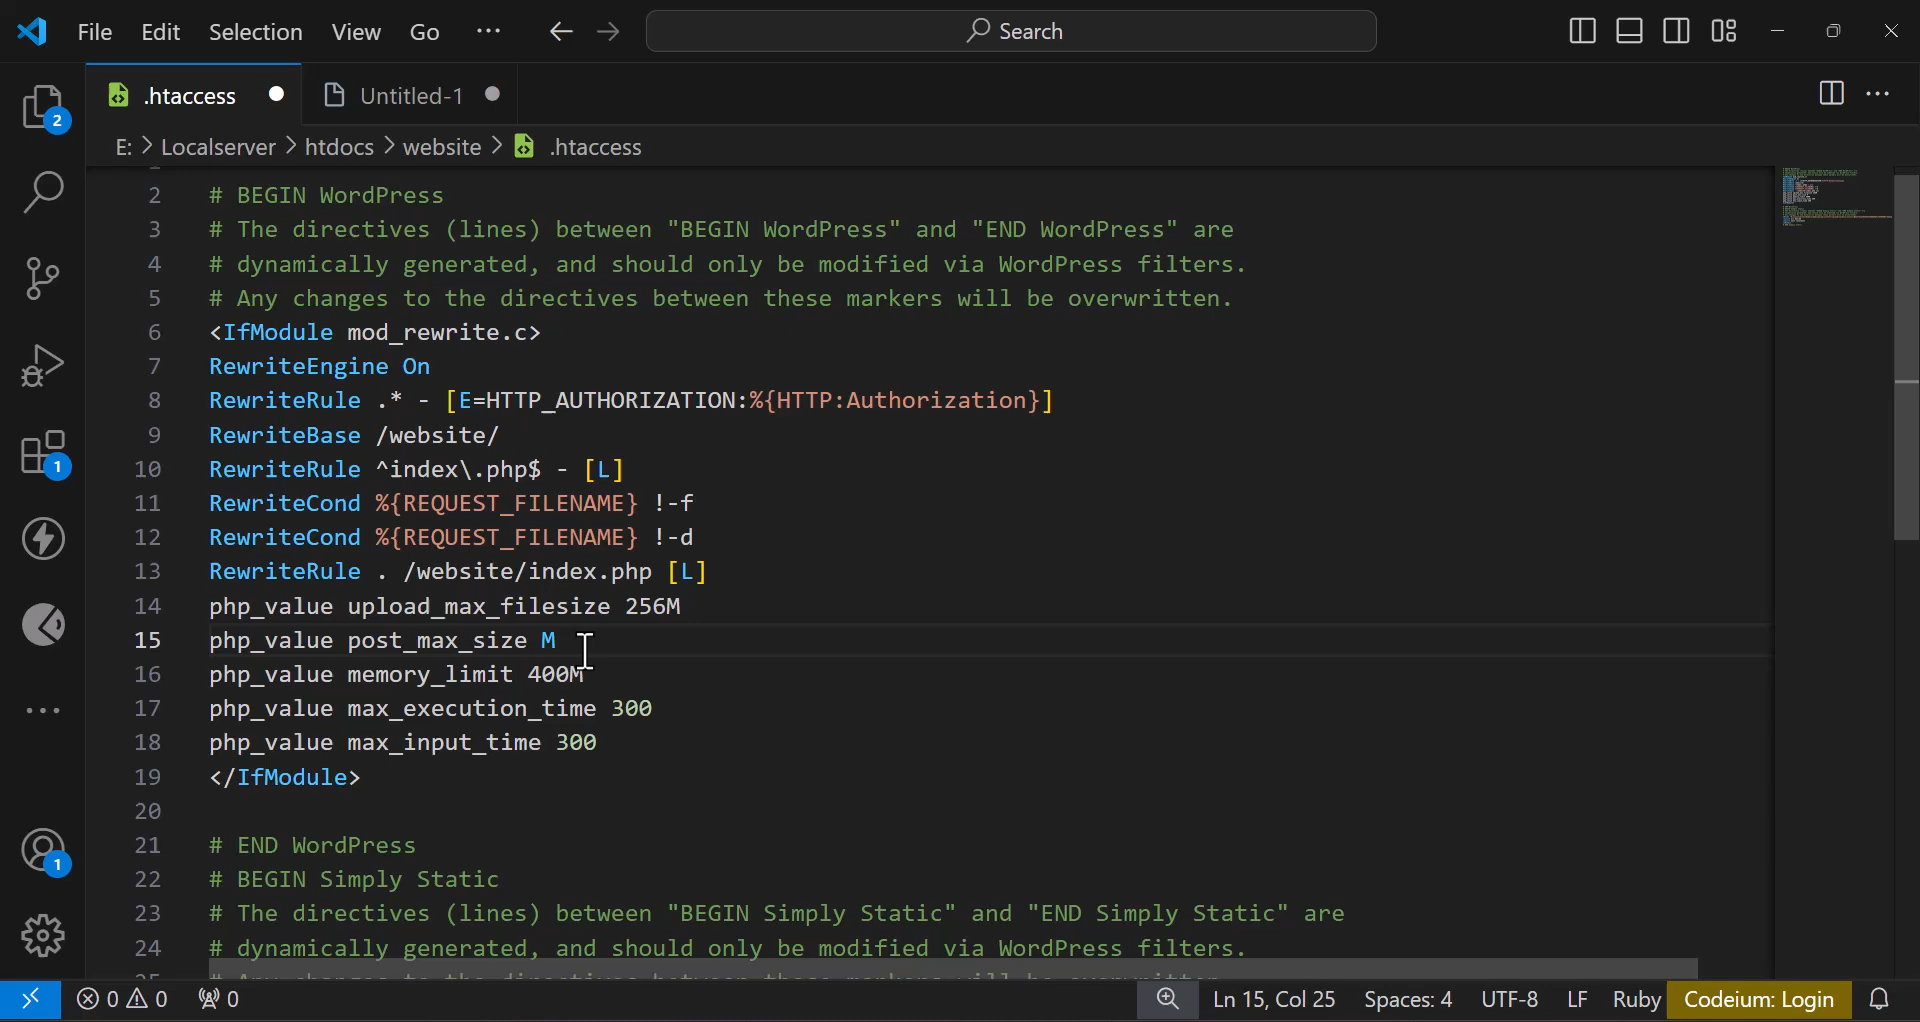 File Edit Selection View Go ··· Search
.htaccess Untitled-1
E: > Localserver > htdocs > website > .htaccess
2 # BEGIN WordPress
3 # The directives (lines) between "BEGIN WordPress" and "END WordPress" are
4 # dynamically generated, and should only be modified via WordPress filters.
5 # Any changes to the directives between these markers will be overwritten.
6 <IfModule mod_rewrite.c>
7 RewriteEngine On
8 RewriteRule .* - [E=HTTP_AUTHORIZATION:%{HTTP:Authorization}]
9 RewriteBase /website/
10 RewriteRule ^index\.php$ - [L]
11 RewriteCond %{REQUEST_FILENAME} !-f
12 RewriteCond %{REQUEST_FILENAME} !-d
13 RewriteRule . /website/index.php [L]
14 php_value upload_max_filesize 256M
15 php_value post_max_size M
16 php_value memory_limit 400M
17 php_value max_execution_time 300
18 php_value max_input_time 300
19 </IfModule>
20
21 # END WordPress
22 # BEGIN Simply Static
23 # The directives (lines) between "BEGIN Simply Static" and "END Simply Static" are
24 # dynamically generated, and should only be modified via WordPress filters.
2
1
1
0 0 0 Ln 15, Col 25 Spaces: 4 UTF-8 LF Ruby Codeium: Login